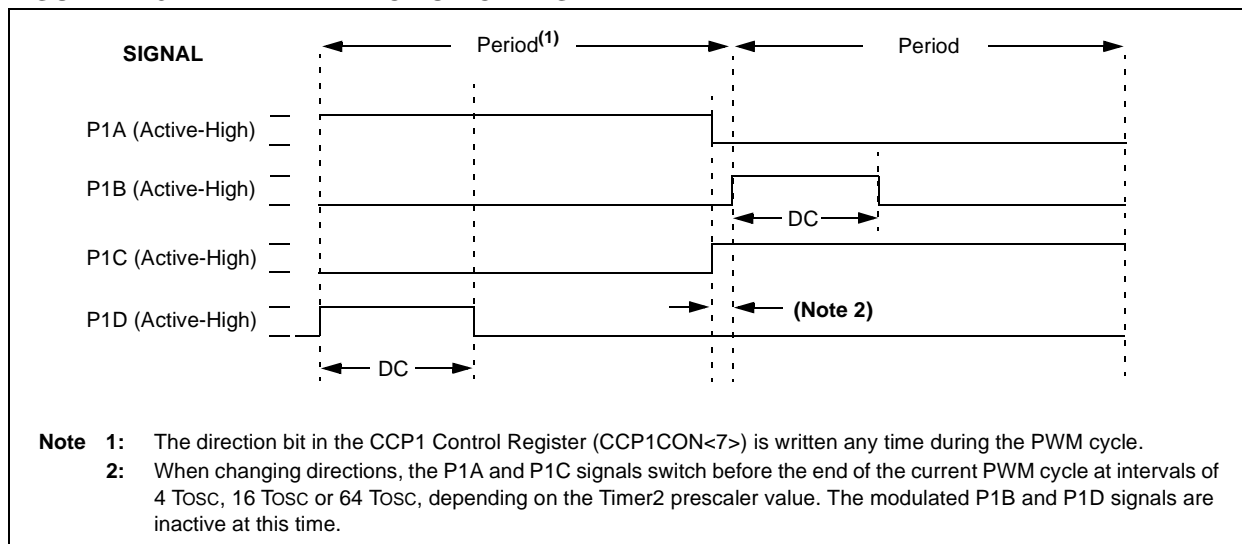 SIGNAL
Period(1)
Period
P1A (Active-High)
P1B (Active-High)
DC
P1C (Active-High)
P1D (Active-High)
(Note 2)
DC
Note 1: The direction bit in the CCP1 Control Register (CCP1CON<7>) is written any time during the PWM cycle.
2: When changing directions, the P1A and P1C signals switch before the end of the current PWM cycle at intervals of
4 TOSC, 16 TOSC or 64 TOSC, depending on the Timer2 prescaler value. The modulated P1B and P1D signals are
inactive at this time.